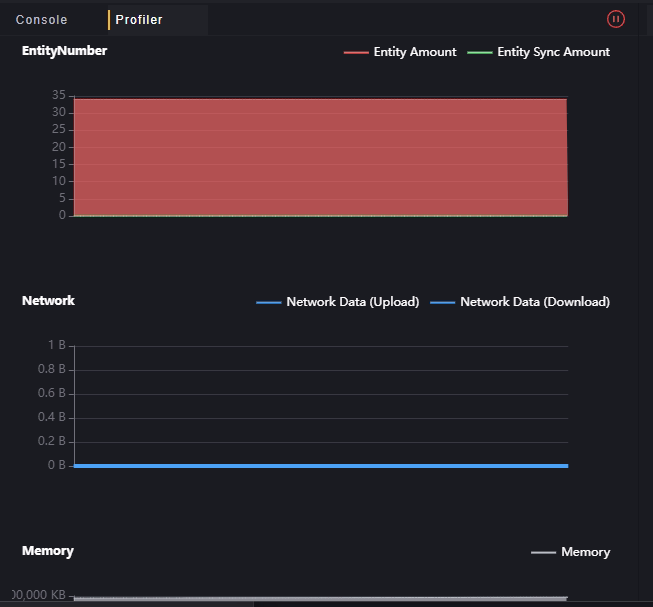 Console Profiler
EntityNumber Entity Amount Entity Sync Amount
35
30
25
20
15
10
5
0
Network Network Data (Upload) Network Data (Download)
1 B
0.8 B
0.6 B
0.4 B
0.2 B
0 B
Memory Memory
00,000 KB